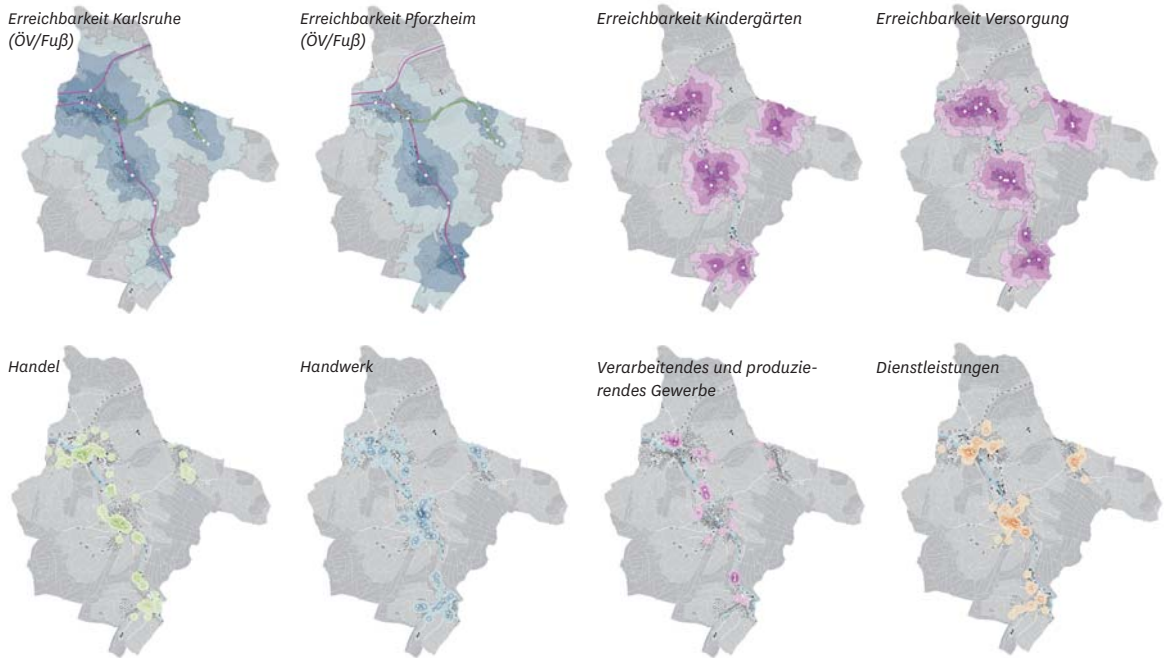 Erreichbarkeit Karlsruhe
(ÖV/Fuß)
Erreichbarkeit Pforzheim
(ÖV/Fuß)
Erreichbarkeit Kindergärten
Erreichbarkeit Versorgung
Handel
Handwerk
Verarbeitendes und produzie-
rendes Gewerbe
Dienstleistungen